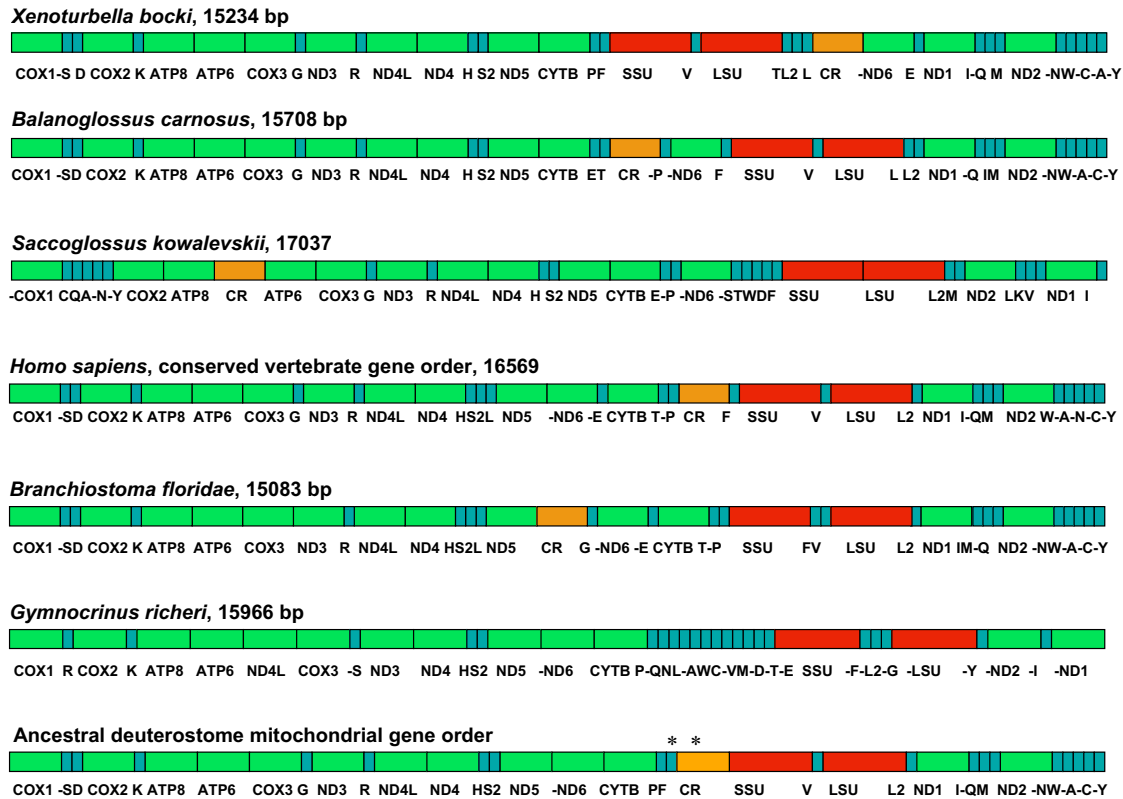 Xenoturbella bocki, 15234 bp
COX1-S D COX2 K ATP8 ATP6 COX3 G ND3 R ND4L ND4 H S2 ND5 CYTB PF SSU V LSU TL2 L CR -ND6 E ND1 I-Q M ND2 -NW-C-A-Y
Balanoglossus carnosus, 15708 bp
COX1 -SD COX2 K ATP8 ATP6 COX3 G ND3 R ND4L ND4 H S2 ND5 CYTB ET CR -P -ND6 F SSU V LSU L L2 ND1 -Q IM ND2 -NW-A-C-Y
Saccoglossus kowalevskii, 17037
-COX1 CQA-N-Y COX2 ATP8 CR ATP6 COX3 G ND3 R ND4L ND4 H S2 ND5 CYTB E-P -ND6 -STWDF SSU LSU L2M ND2 LKV ND1 I
Homo sapiens, conserved vertebrate gene order, 16569
COX1 -SD COX2 K ATP8 ATP6 COX3 G ND3 R ND4L ND4 HS2L ND5 -ND6 -E CYTB T-P CR F SSU V LSU L2 ND1 I-QM ND2 W-A-N-C-Y
Branchiostoma floridae, 15083 bp
COX1 -SD COX2 K ATP8 ATP6 COX3 ND3 R ND4L ND4 HS2L ND5 CR G -ND6 -E CYTB T-P SSU FV LSU L2 ND1 IM-Q ND2 -NW-A-C-Y
Gymnocrinus richeri, 15966 bp
COX1 R COX2 K ATP8 ATP6 ND4L COX3 -S ND3 ND4 HS2 ND5 -ND6 CYTB P-QNL-AWC-VM-D-T-E SSU -F-L2-G -LSU -Y -ND2 -I -ND1
Ancestral deuterostome mitochondrial gene order
* *
COX1 -SD COX2 K ATP8 ATP6 COX3 G ND3 R ND4L ND4 HS2 ND5 -ND6 CYTB PF CR SSU V LSU L2 ND1 I-QM ND2 -NW-A-C-Y